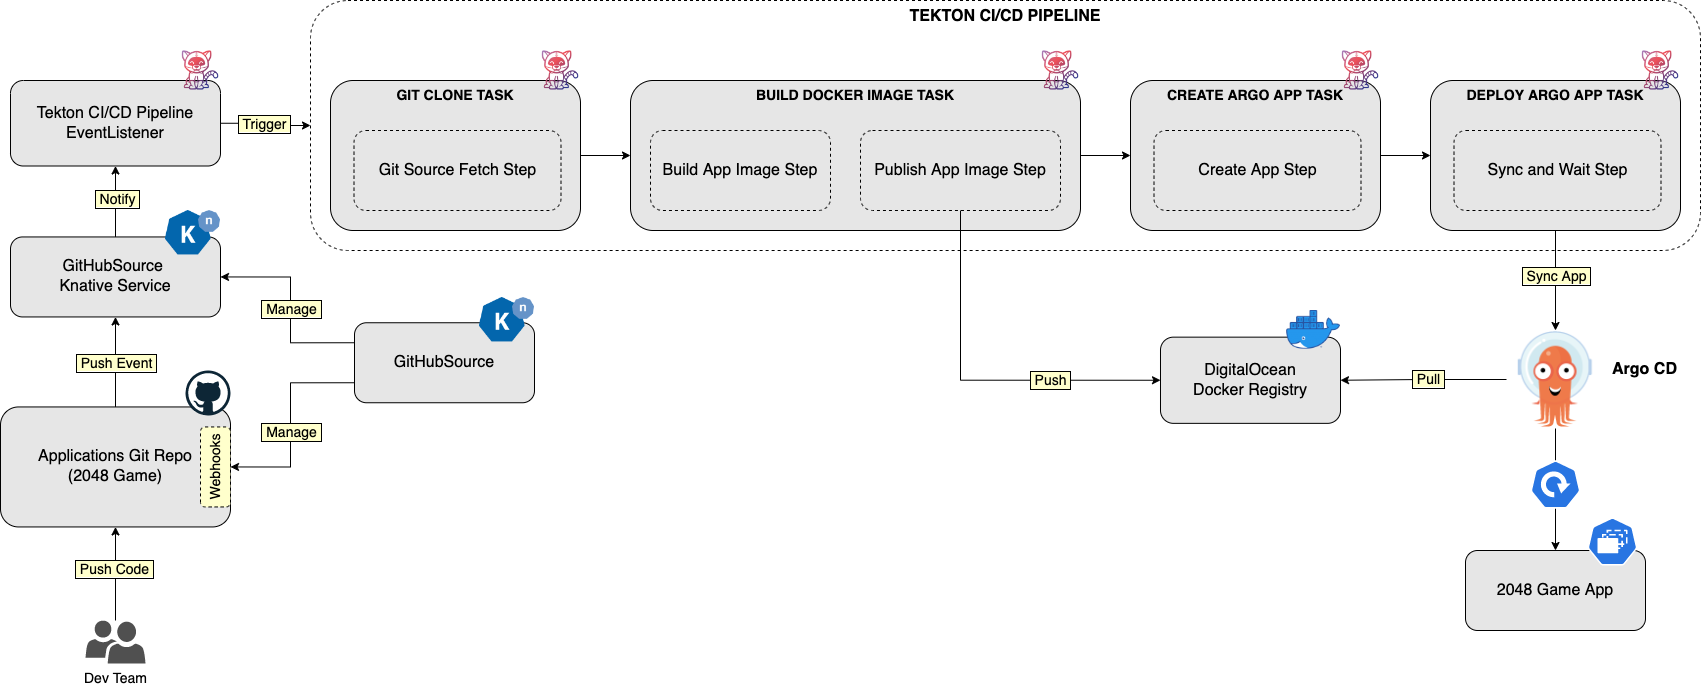 TEKTON CI/CD PIPELINE
Tekton CI/CD Pipeline
EventListener
Trigger
GIT CLONE TASK
Git Source Fetch Step
BUILD DOCKER IMAGE TASK
Build App Image Step
Publish App Image Step
CREATE ARGO APP TASK
Create App Step
DEPLOY ARGO APP TASK
Sync and Wait Step
Notify
K
n
GitHubSource
Knative Service
Manage
K
n
GitHubSource
Push Event
Manage
Applications Git Repo
(2048 Game)
Webhooks
Push Code
Dev Team
Push
DigitalOcean
Docker Registry
Pull
Sync App
Argo CD
2048 Game App